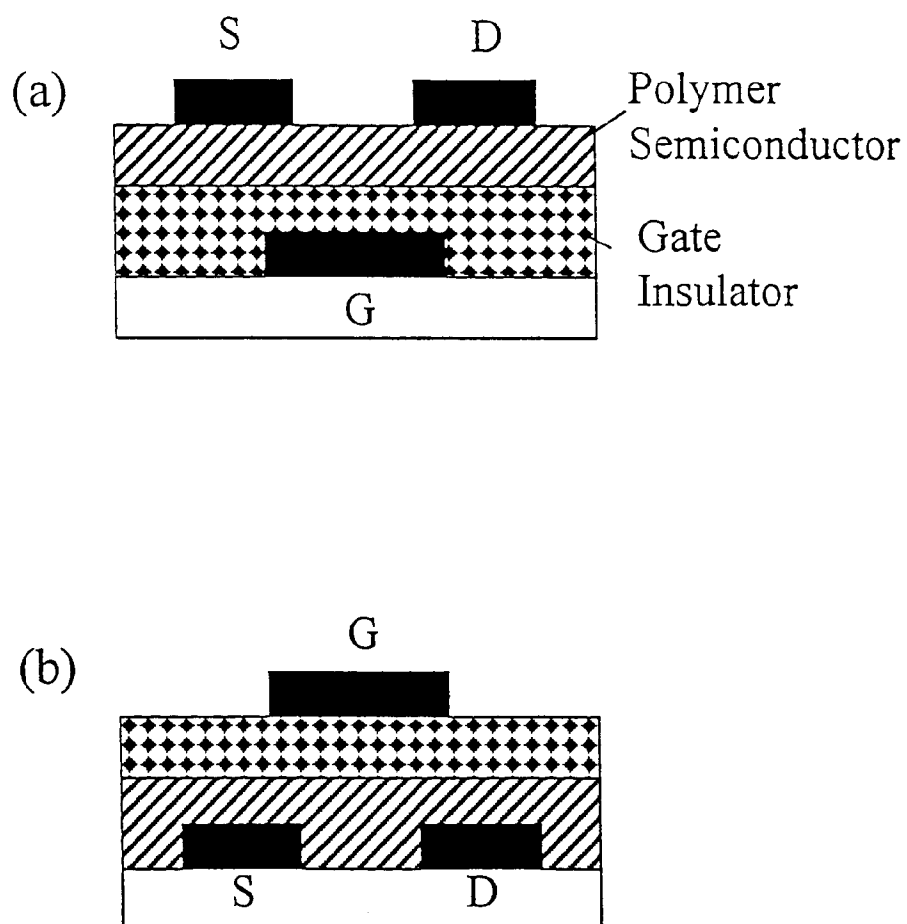 S D
(a)
Polymer
Semiconductor
Gate
Insulator
G
G
(b)
S D